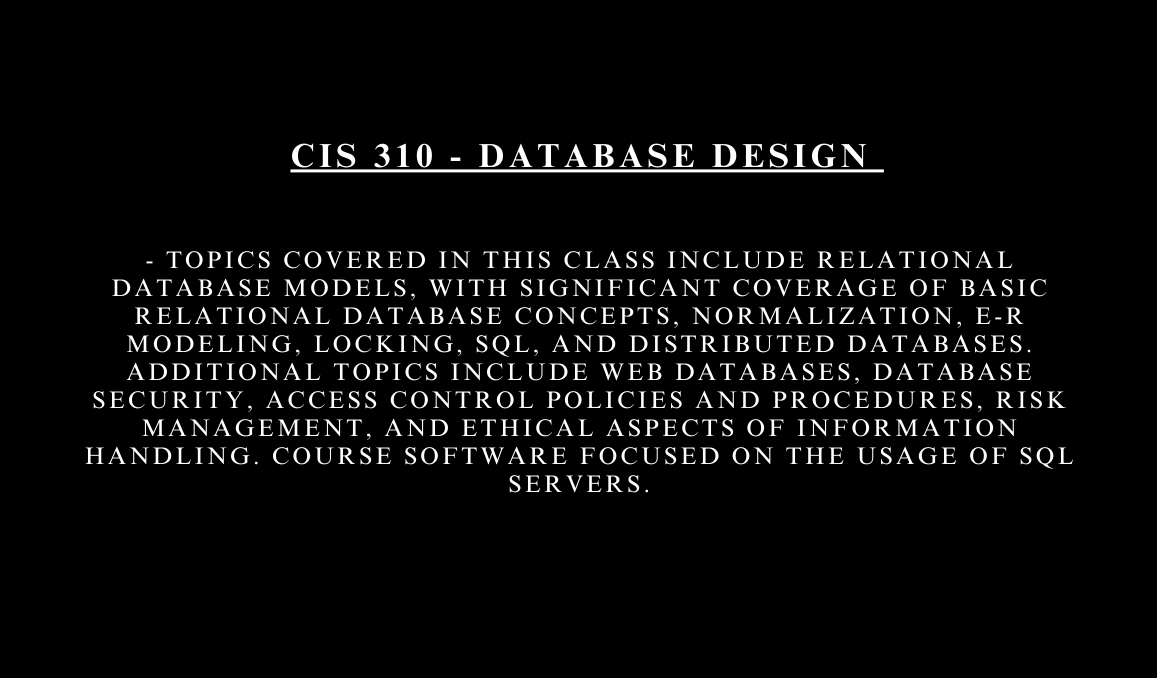 CIS 310 - DATABASE DESIGN
- TOPICS COVERED IN THIS CLASS INCLUDE RELATIONAL
DATABASE MODELS, WITH SIGNIFICANT COVERAGE OF BASIC
RELATIONAL DATABASE CONCEPTS, NORMALIZATION, E-R
MODELING, LOCKING, SQL, AND DISTRIBUTED DATABASES.
ADDITIONAL TOPICS INCLUDE WEB DATABASES, DATABASE
SECURITY, ACCESS CONTROL POLICIES AND PROCEDURES, RISK
MANAGEMENT, AND ETHICAL ASPECTS OF INFORMATION
HANDLING. COURSE SOFTWARE FOCUSED ON THE USAGE OF SQL
SERVERS.